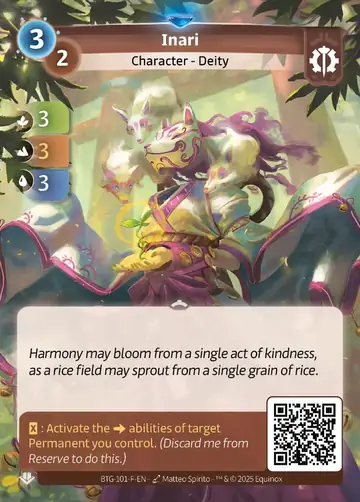 3
Inari
2
Character - Deity
3
3
3
Harmony may bloom from a single act of kindness,
as a rice field may sprout from a single grain of rice.
X : Activate the ➔ abilities of target
Permanent you control. (Discard me from
Reserve to do this.)
BTG-101-F-EN - Matteo Spirito - ™ & © 2025 Equinox